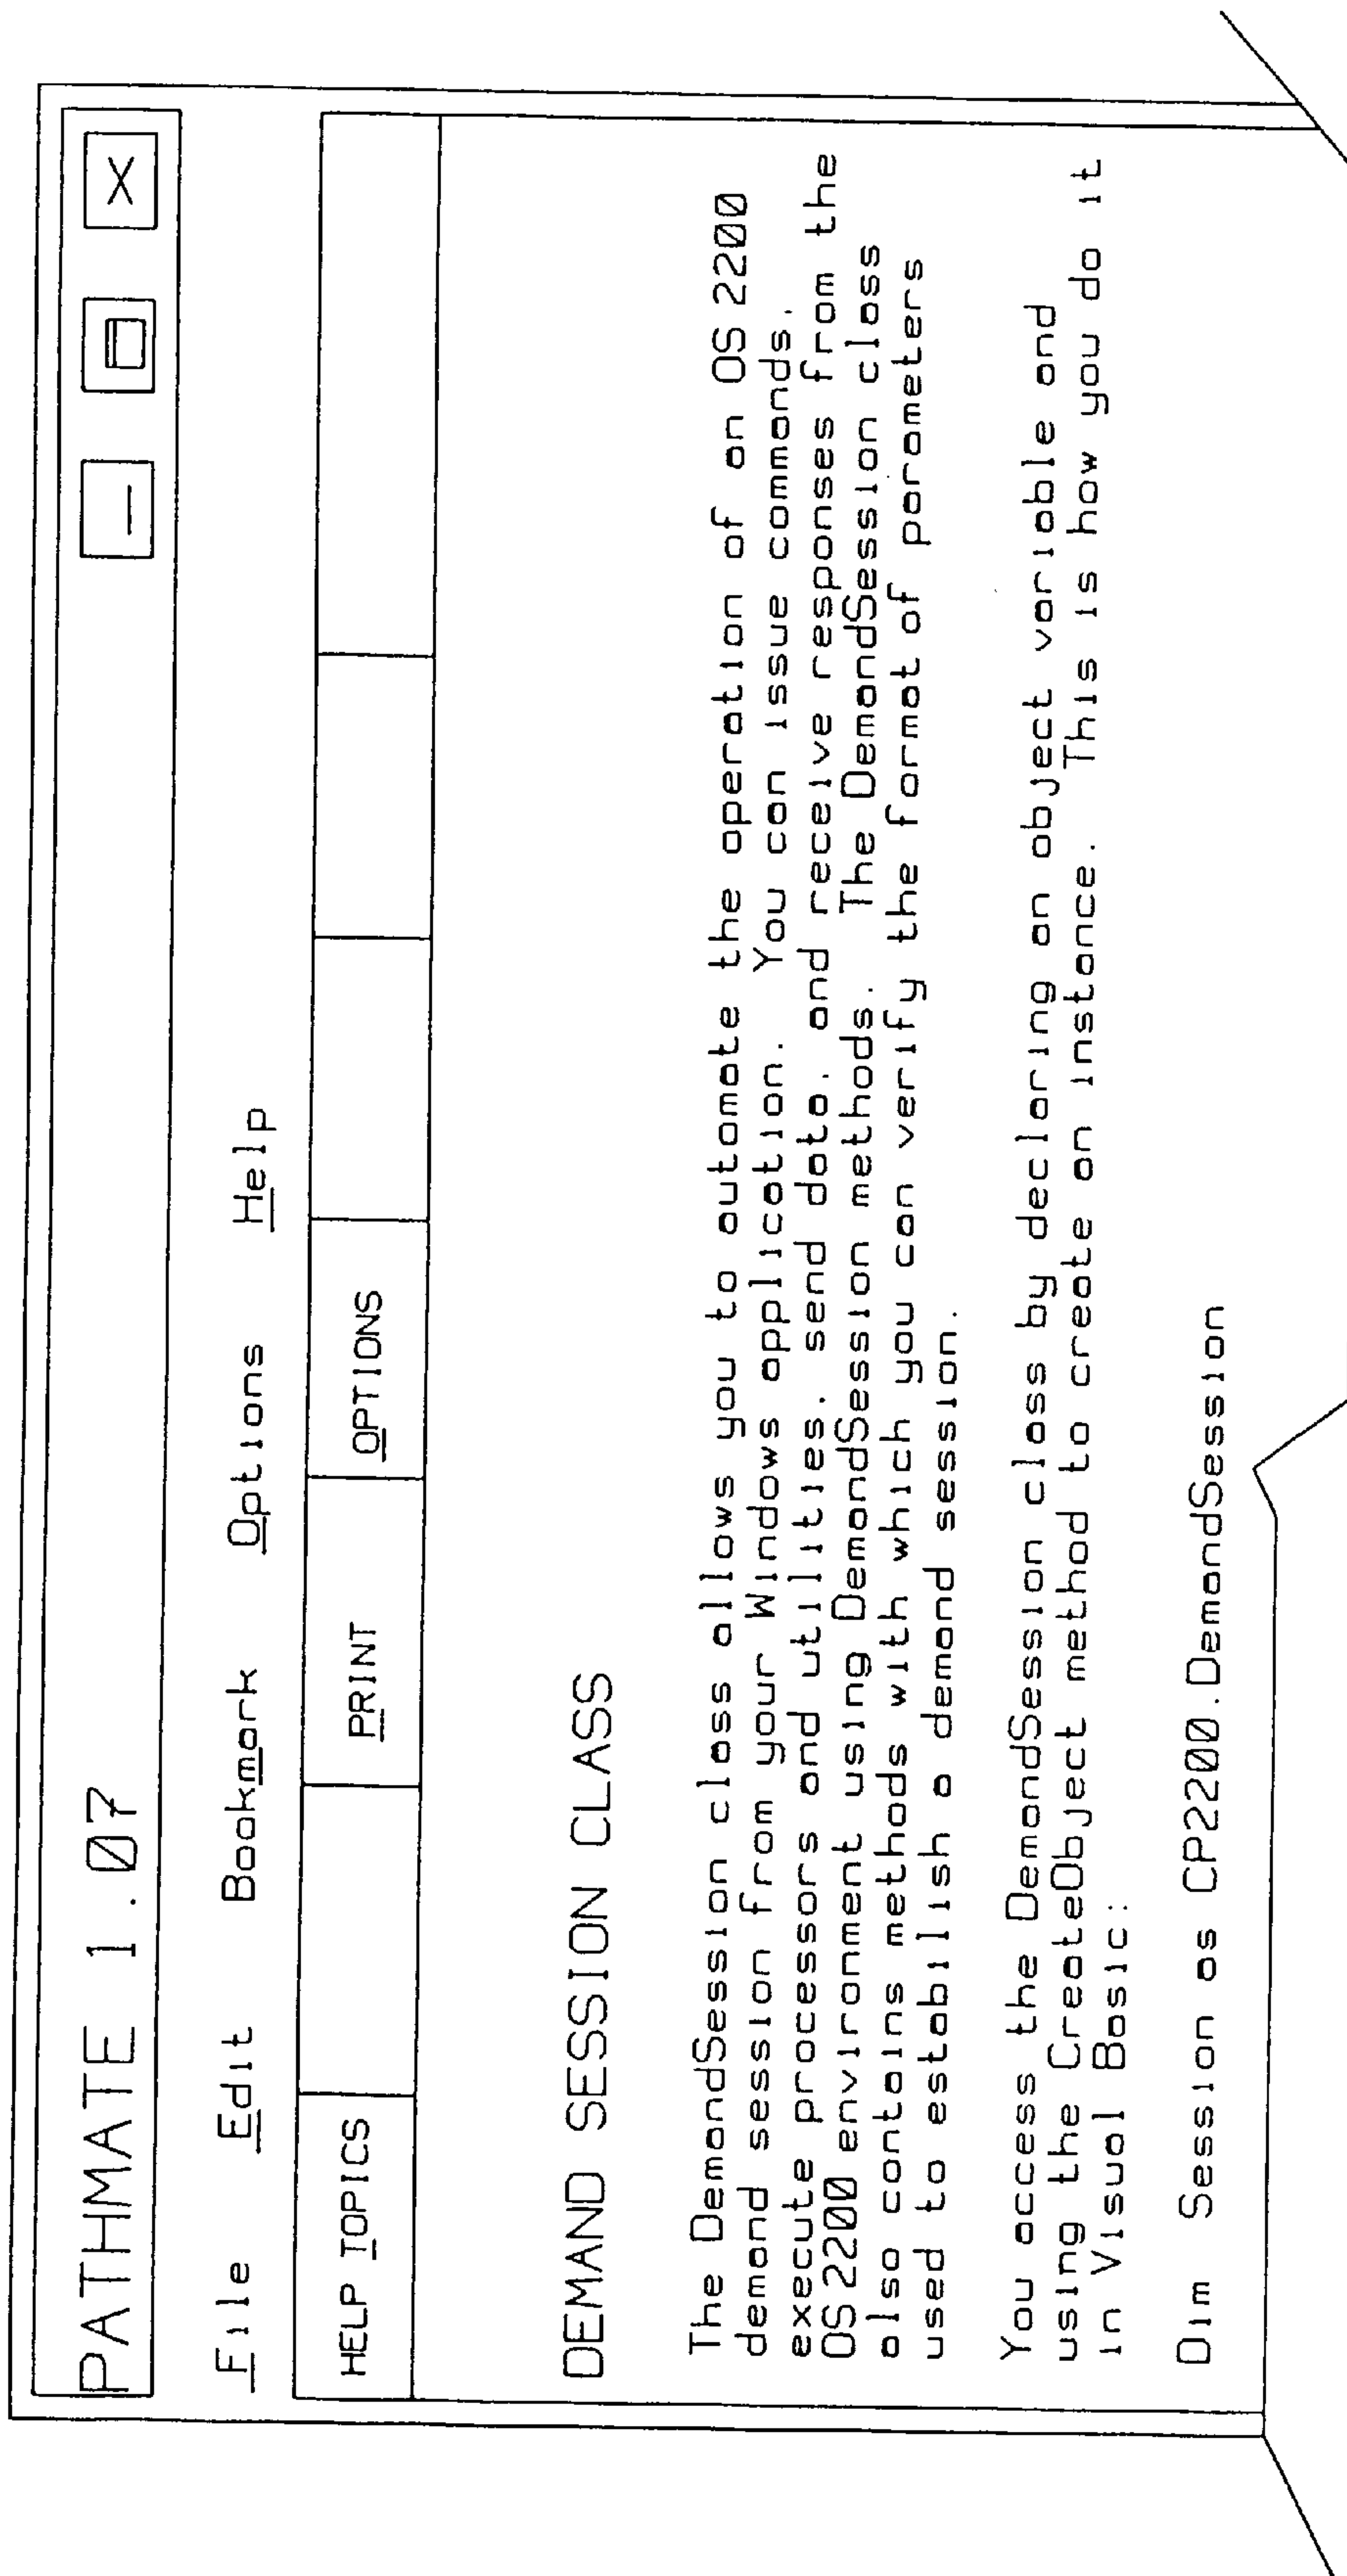 PATHMATE 1.07
File Edit Bookmark Options Help
HELP TOPICS PRINT OPTIONS
DEMAND SESSION CLASS
The DemandSession class allows you to automate the operation of an OS 2200
demand session from your Windows application. You can issue commands,
execute processors and utilities, send data, and receive responses from the
OS 2200 environment using DemandSession methods. The DemandSession class
also contains methods with which you can verify the format of parameters
used to establish a demand session.
You access the DemandSession class by declaring an object variable and
using the CreateObject method to create an instance. This is how you do it
in Visual Basic:
Dim Session as CP2200.DemandSession